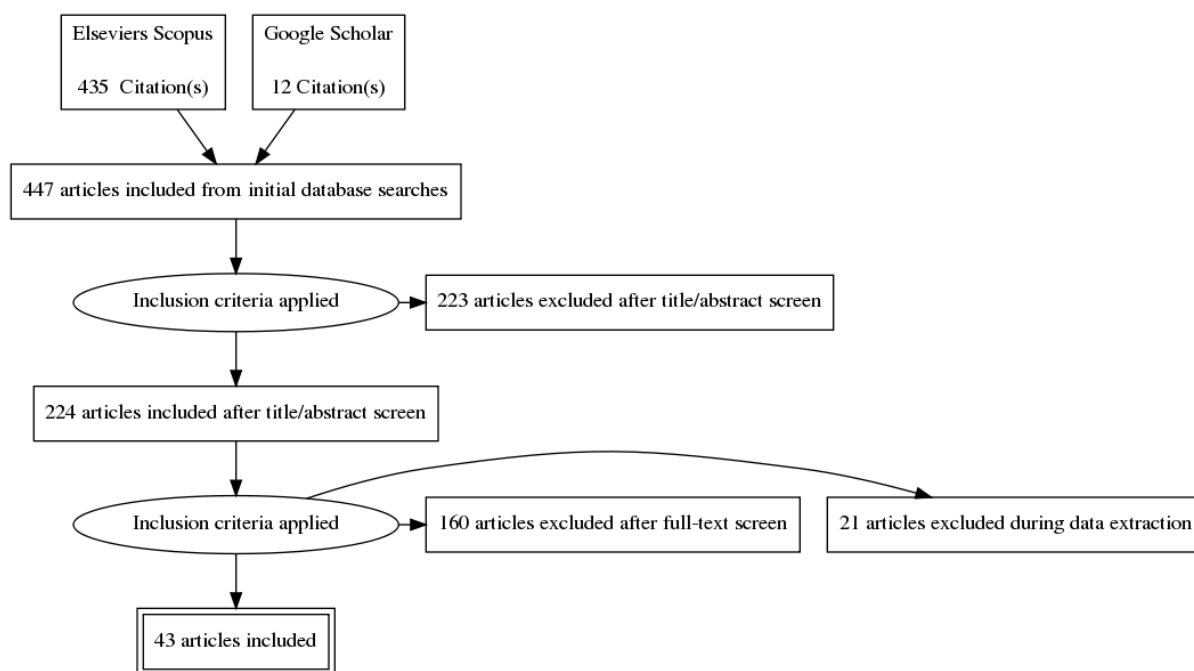 Elseviers Scopus
435 Citation(s)
Google Scholar
12 Citation(s)
447 articles included from initial database searches
Inclusion criteria applied
223 articles excluded after title/abstract screen
224 articles included after title/abstract screen
Inclusion criteria applied
160 articles excluded after full-text screen
21 articles excluded during data extraction
43 articles included